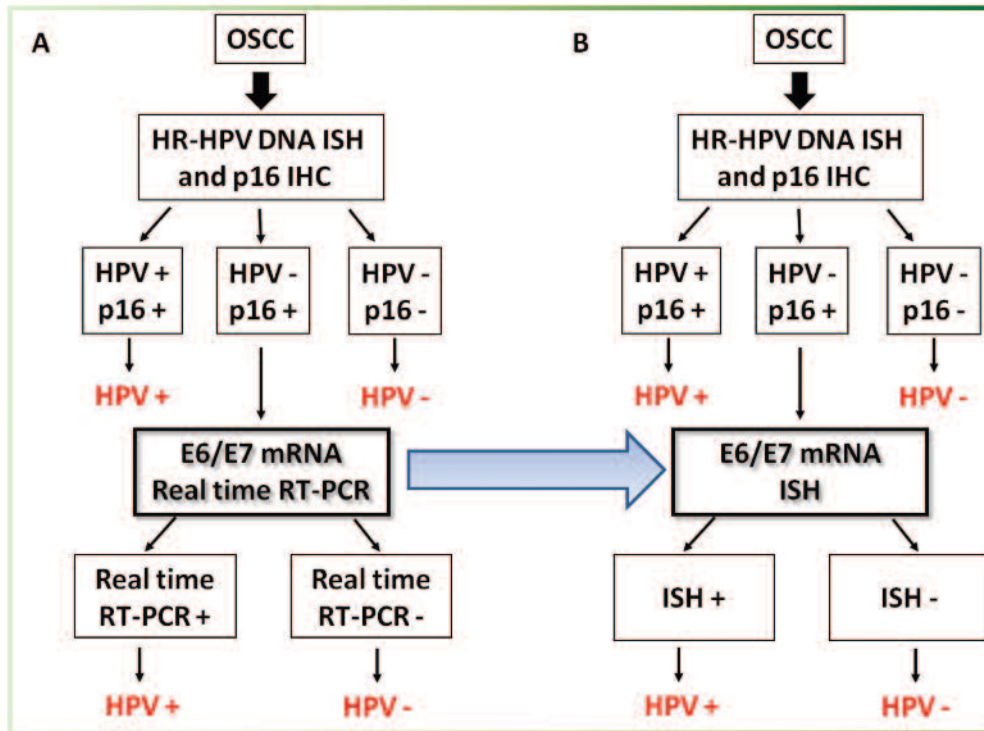 A
OSCC
HR-HPV DNA ISH
and p16 IHC
HPV +
p16 +
HPV -
p16 +
HPV -
p16 -
HPV +
HPV -
E6/E7 mRNA
Real time RT-PCR
Real time
RT-PCR +
Real time
RT-PCR -
HPV +
HPV -
B
OSCC
HR-HPV DNA ISH
and p16 IHC
HPV +
p16 +
HPV -
p16 +
HPV -
p16 -
HPV +
HPV -
E6/E7 mRNA
ISH
ISH +
ISH -
HPV +
HPV -